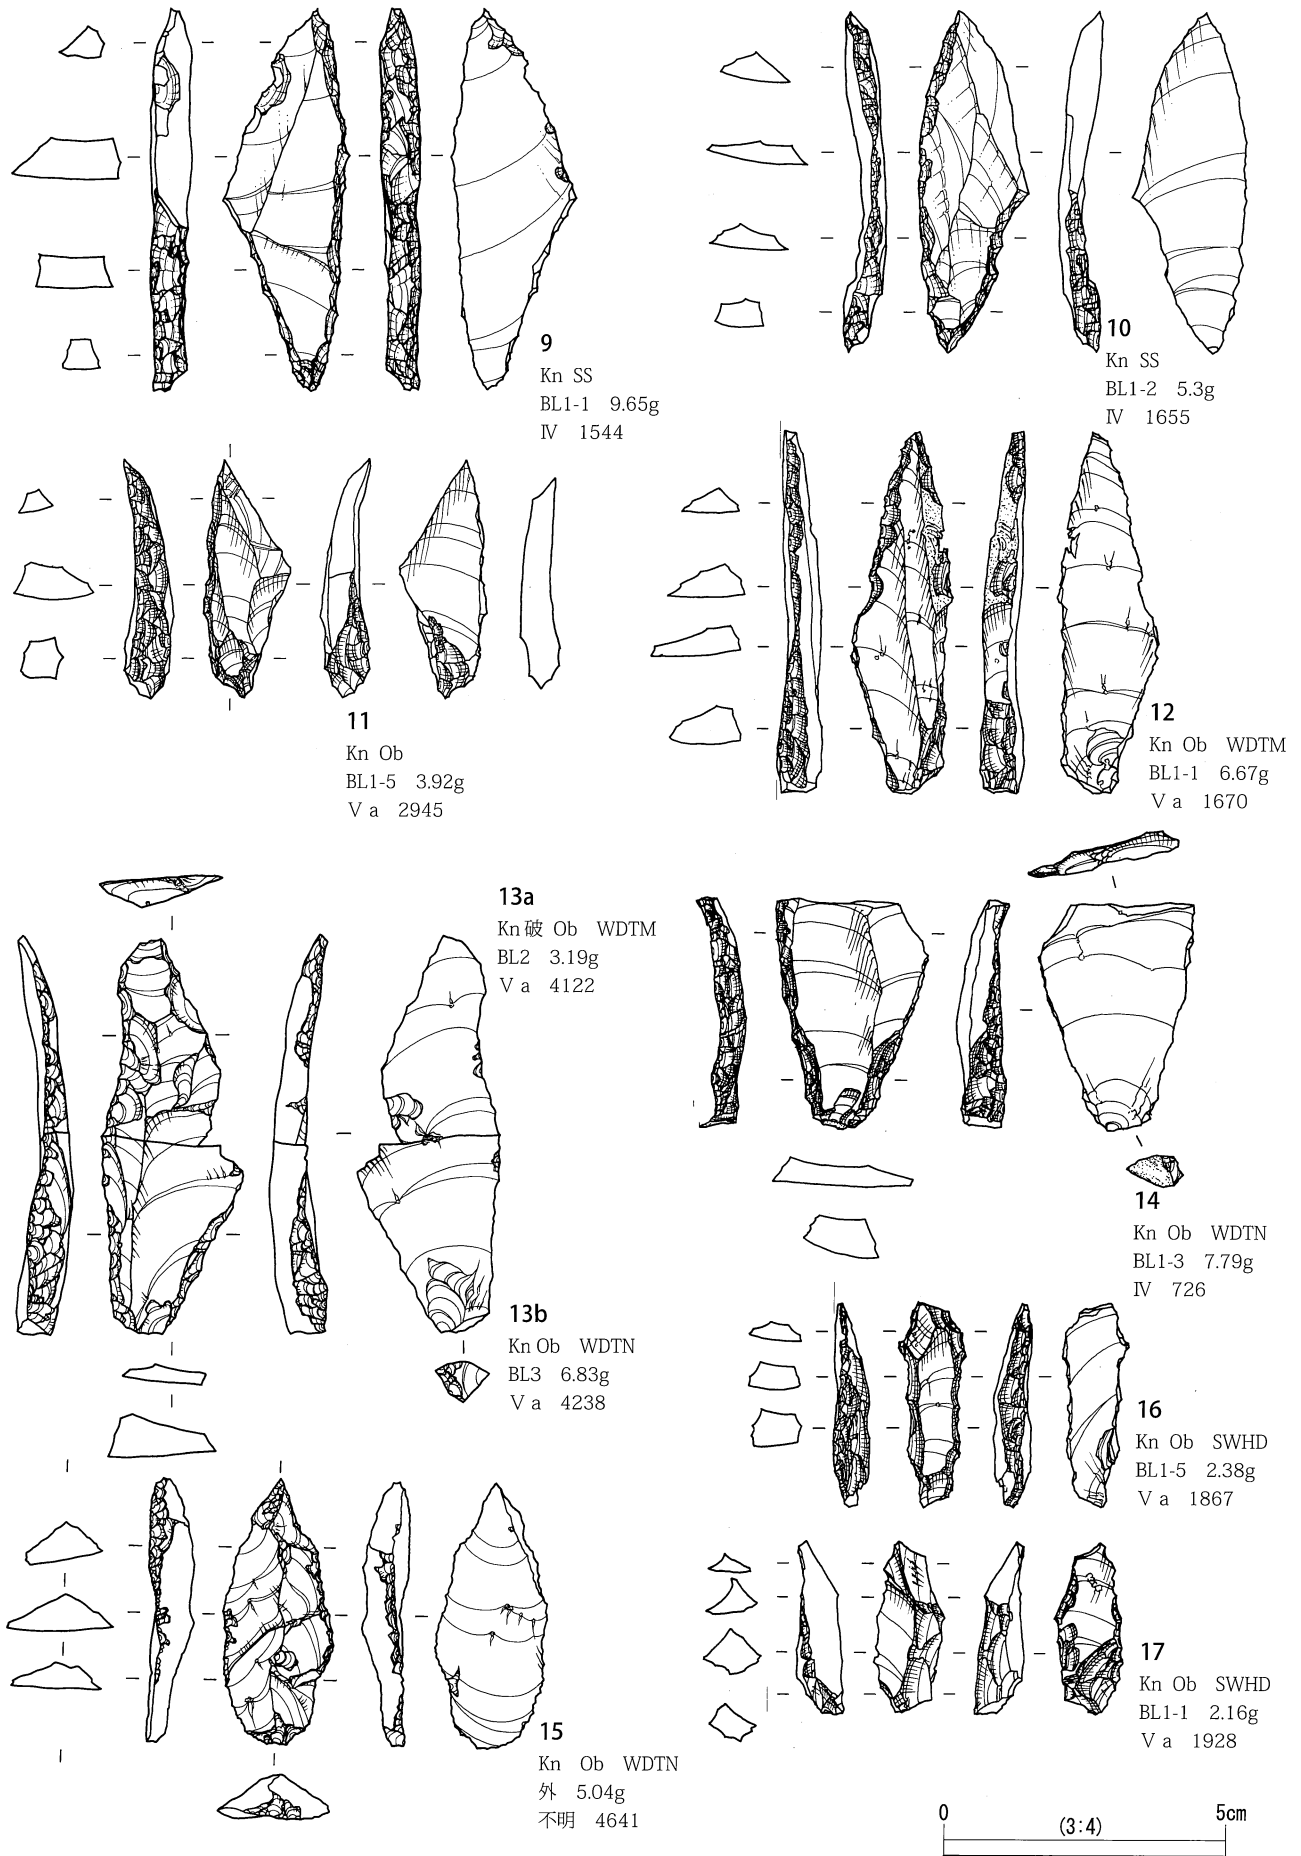 9
Kn SS
BL1-1 9.65g
Ⅳ 1544
10
Kn SS
BL1-2 5.3g
Ⅳ 1655
11
Kn Ob
BL1-5 3.92g
Ⅴa 2945
12
Kn Ob WDTM
BL1-1 6.67g
Ⅴa 1670
13a
Kn破 Ob WDTM
BL2 3.19g
Ⅴa 4122
13b
Kn Ob WDTN
BL3 6.83g
Ⅴa 4238
14
Kn Ob WDTN
BL1-3 7.79g
Ⅳ 726
15
Kn Ob WDTN
外 5.04g
不明 4641
16
Kn Ob SWHD
BL1-5 2.38g
Ⅴa 1867
17
Kn Ob SWHD
BL1-1 2.16g
Ⅴa 1928
0 (3:4) 5cm